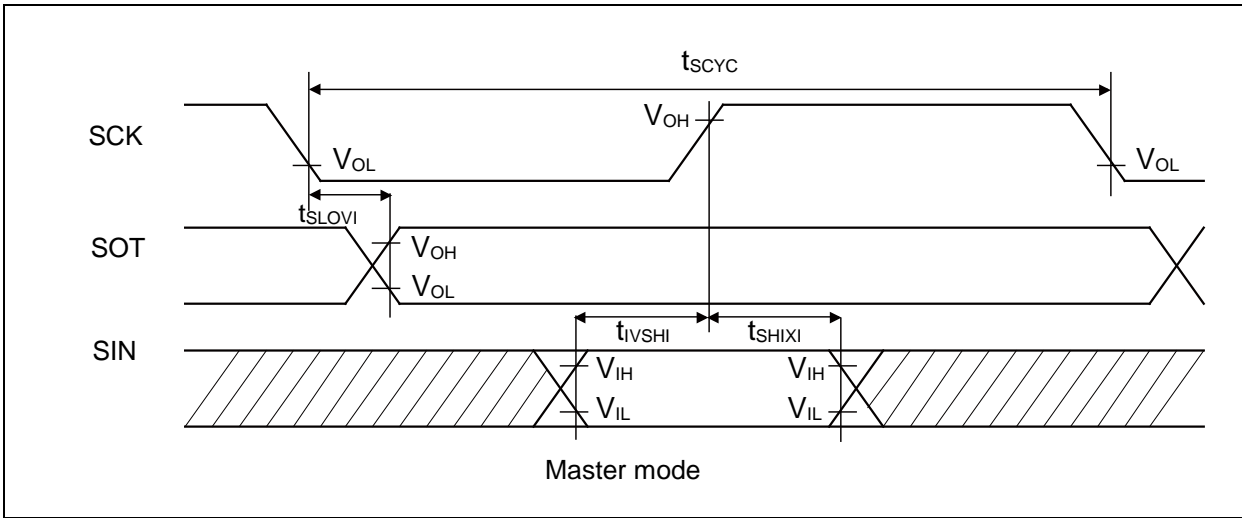 tSCYC
SCK
VOH
VOL
VOL
tSLOVI
SOT
VOH
VOL
tIVSHI
tSHIXI
SIN
VIH
VIH
VIL
VIL
Master mode